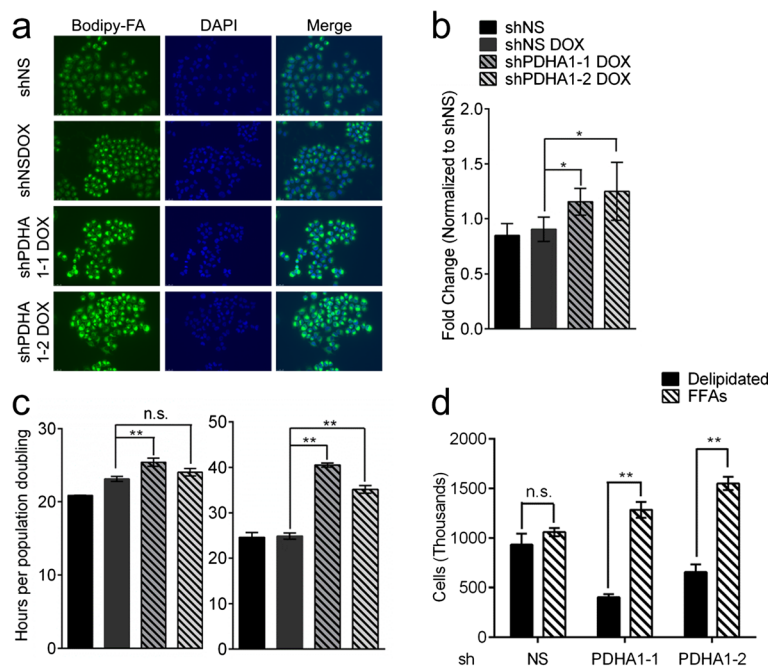 a
Bodipy-FA DAPI Merge
shNS
shNSDOX
shPDHA
1-1 DOX
shPDHA
1-2 DOX
b
shNS
shNS DOX
shPDHA1-1 DOX
shPDHA1-2 DOX
Fold Change (Normalized to shNS)
2.0
1.5
1.0
0.5
0.0
*
*
c
Hours per population doubling
30
20
10
0
n.s.
**
50
40
30
20
10
0
**
**
d
Delipidated
FFAs
Cells (Thousands)
2000
1500
1000
500
0
n.s.
**
**
sh NS PDHA1-1 PDHA1-2